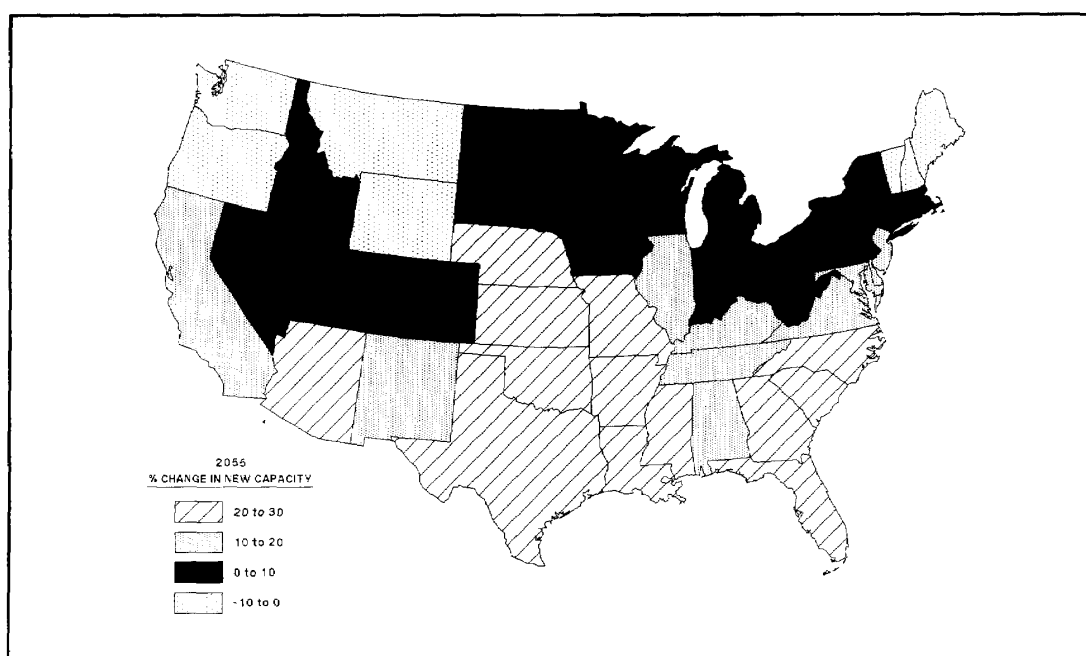 2055
% CHANGE IN NEW CAPACITY
20 to 30
10 to 20
0 to 10
-10 to 0